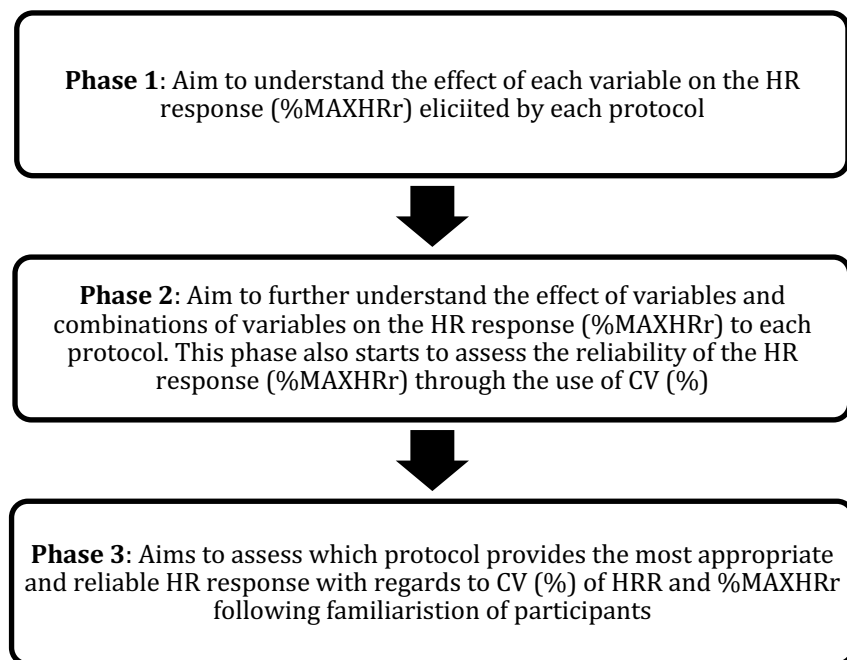 Phase 1: Aim to understand the effect of each variable on the HR
response (%MAXHRr) eliciited by each protocol
Phase 2: Aim to further understand the effect of variables and
combinations of variables on the HR response (%MAXHRr) to each
protocol. This phase also starts to assess the reliability of the HR
response (%MAXHRr) through the use of CV (%)
Phase 3: Aims to assess which protocol provides the most appropriate
and reliable HR response with regards to CV (%) of HRR and %MAXHRr
following familiaristion of participants